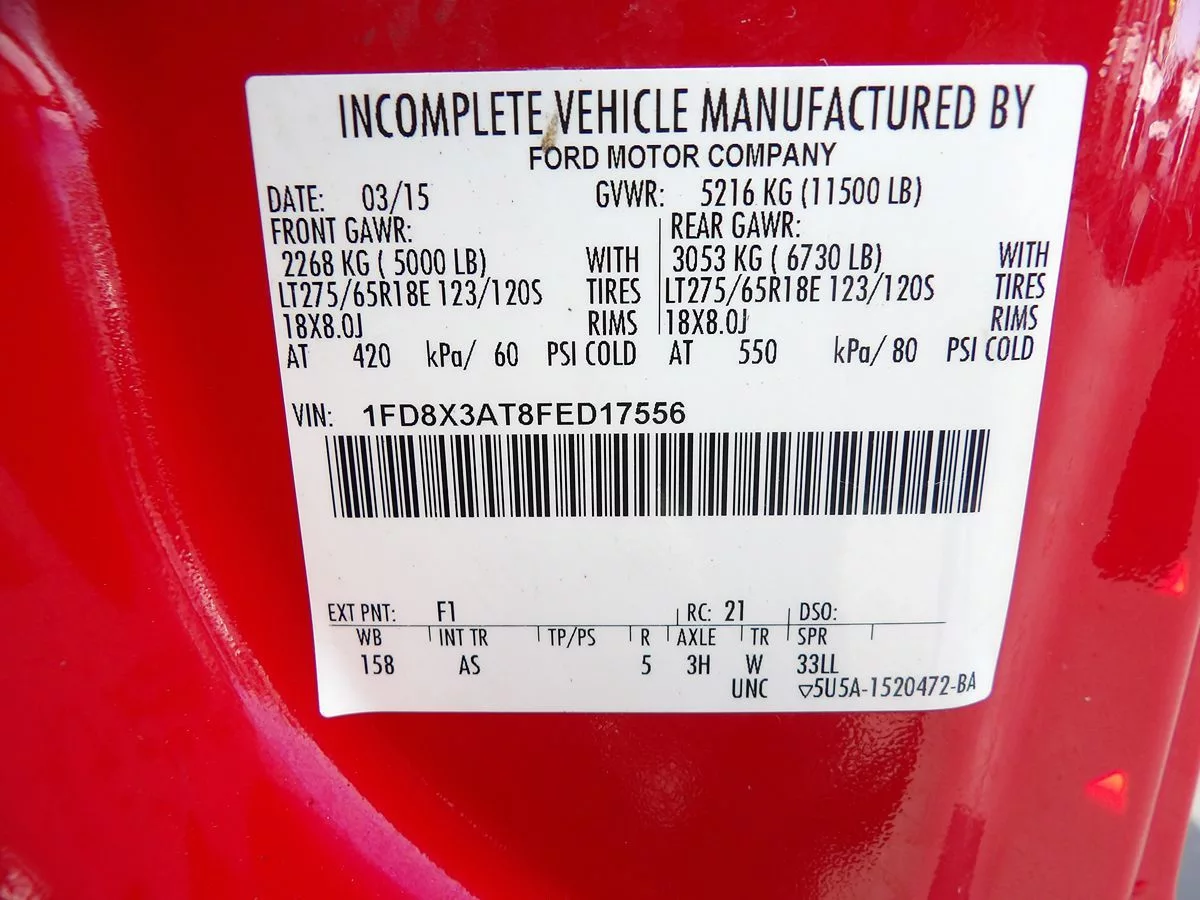 INCOMPLETE VEHICLE MANUFACTURED BY
FORD MOTOR COMPANY
DATE: 03/15 GVWR: 5216 KG (11500 LB)
FRONT GAWR: REAR GAWR:
2268 KG ( 5000 LB) WITH 3053 KG ( 6730 LB) WITH
LT275/65R18E 123/120S TIRES LT275/65R18E 123/120S TIRES
18X8.0J RIMS 18X8.0J RIMS
AT 420 kPa/ 60 PSI COLD AT 550 kPa/ 80 PSI COLD
VIN: 1FD8X3AT8FED17556
EXT PNT: F1 RC: 21 DSO:
WB INT TR TP/PS R AXLE TR SPR
158 AS 5 3H W 33LL
UNC ▽5U5A-1520472-BA